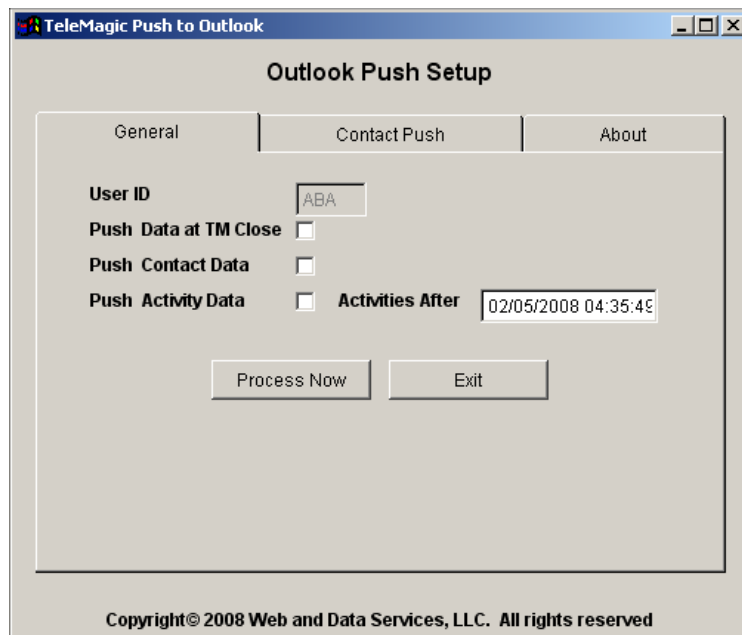 TeleMagic Push to Outlook
Outlook Push Setup
General Contact Push About
User ID ABA
Push Data at TM Close
Push Contact Data
Push Activity Data Activities After 02/05/2008 04:35:49
Process Now Exit
Copyright© 2008 Web and Data Services, LLC. All rights reserved